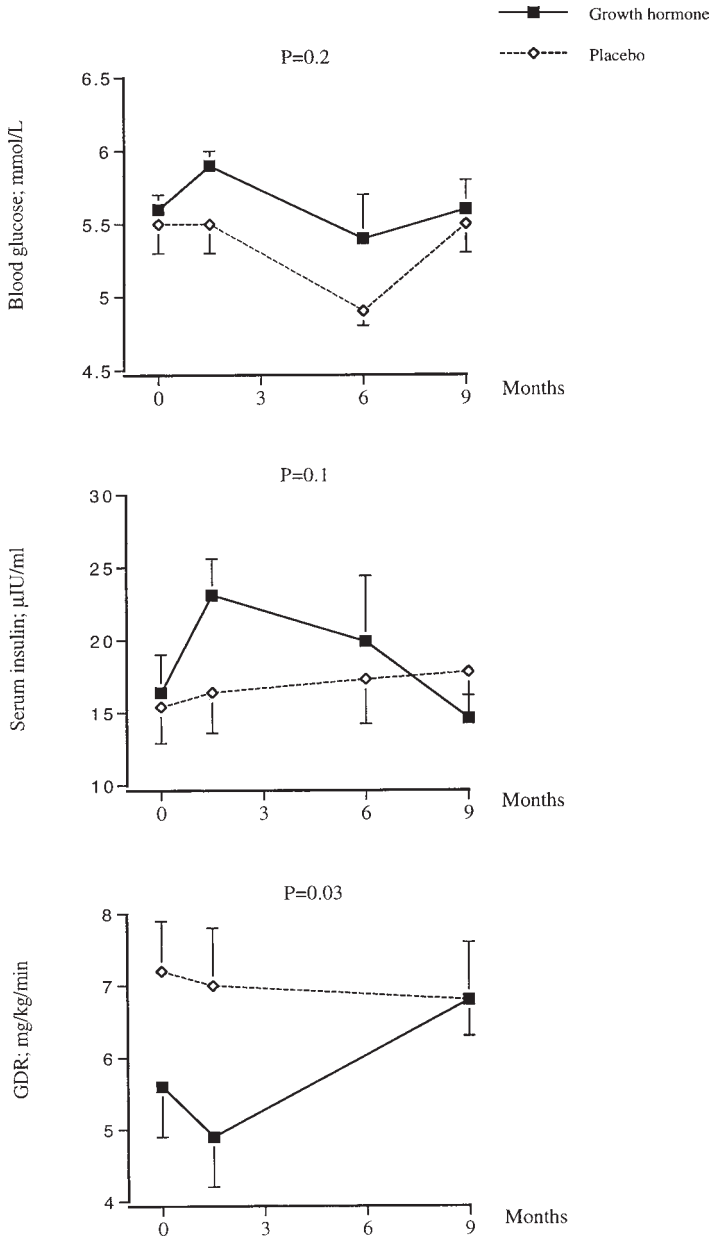 Growth hormone
Placebo
P=0.2
Blood glucose; mmol/L
6.5
6
5.5
5
4.5
0 3 6 9 Months
P=0.1
Serum insulin; µIU/ml
30
25
20
15
10
0 3 6 9 Months
P=0.03
GDR; mg/kg/min
8
7
6
5
4
0 3 6 9 Months